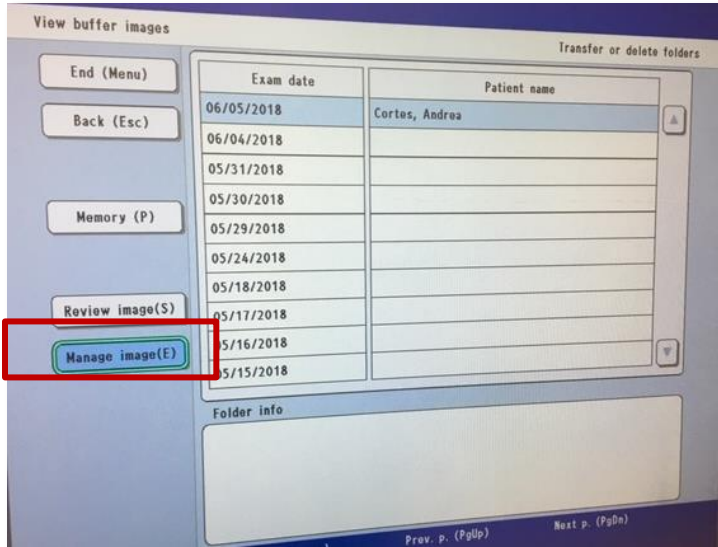 View buffer images
Transfer or delete folders
End (Menu)
Back (Esc)
Memory (P)
Review image(S)
Manage image(E)
Exam date Patient name
06/05/2018 Cortes, Andrea
06/04/2018
05/31/2018
05/30/2018
05/29/2018
05/24/2018
05/18/2018
05/17/2018
05/16/2018
05/15/2018
Folder info
Prev. p. (PgUp) Next p. (PgDn)